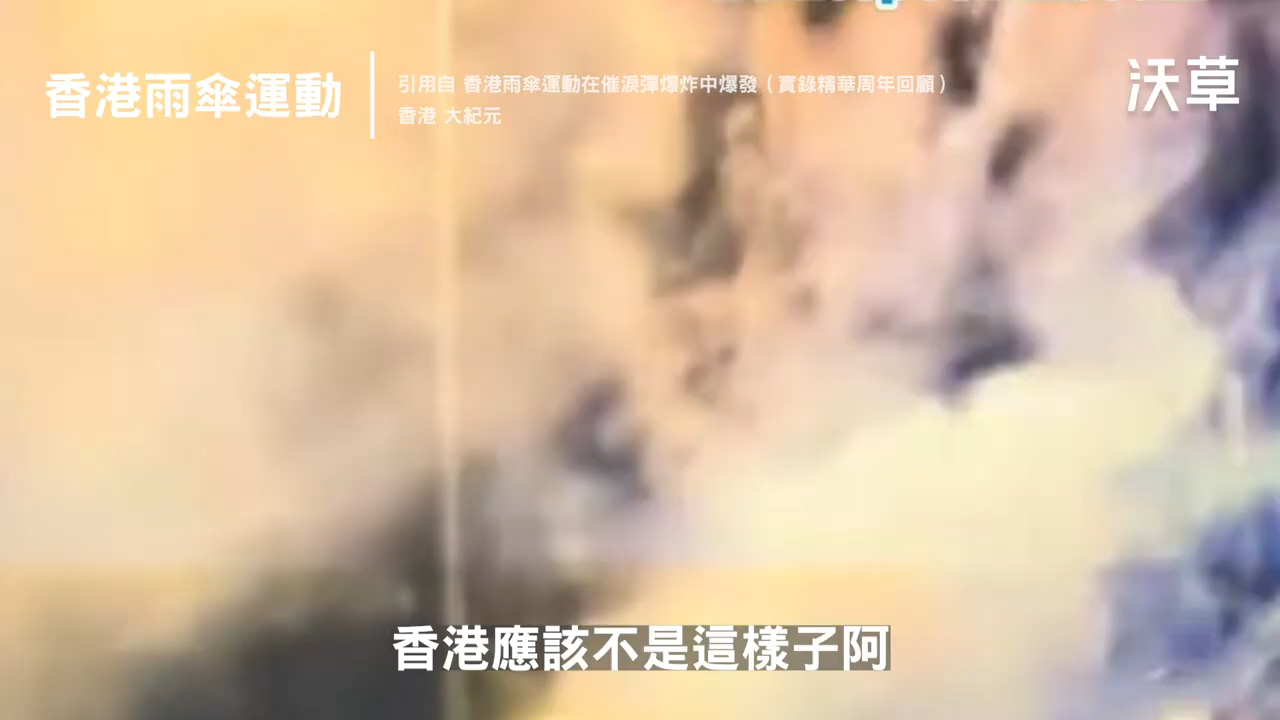 香港雨傘運動
引用自 香港雨傘運動在催淚彈爆炸中爆發（實錄精華周年回顧）
香港 大紀元
沃草
香港應該不是這樣子阿